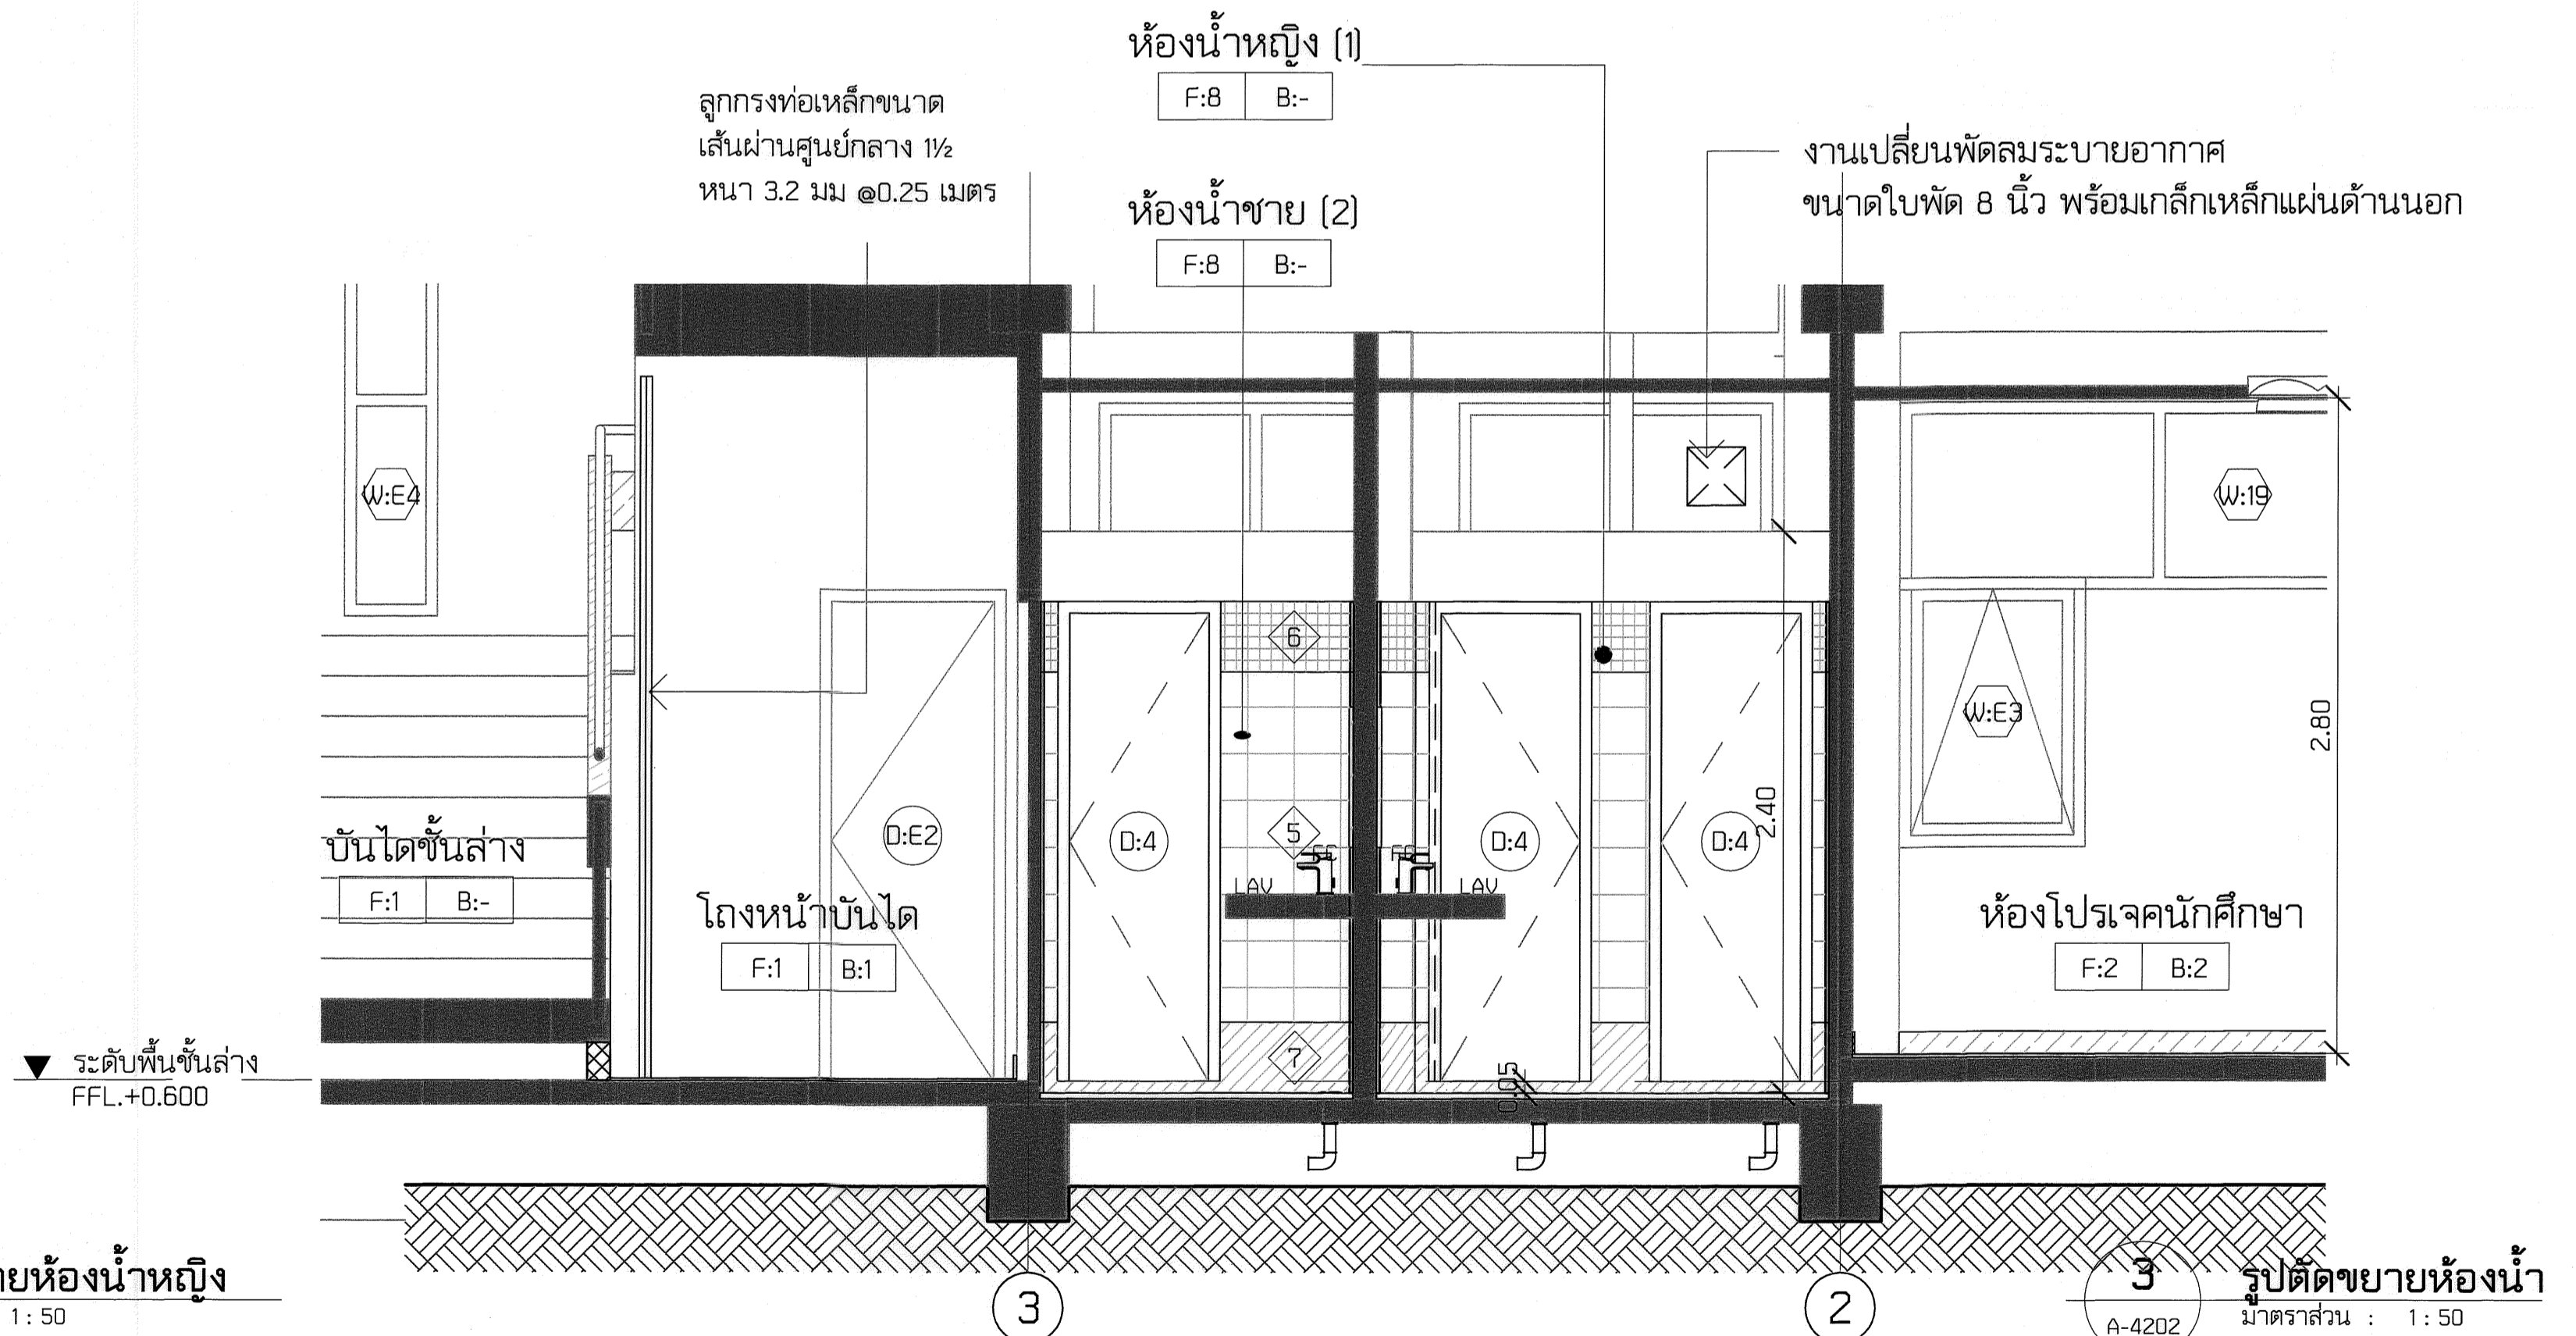 ห้องน้ำหญิง (1)
F:8 B:-
ลูกกรงท่อเหล็กขนาด
เส้นผ่านศูนย์กลาง 1½
หนา 3.2 มม @0.25 เมตร
ห้องน้ำชาย (2)
F:8 B:-
งานเปลี่ยนพัดลมระบายอากาศ
ขนาดใบพัด 8 นิ้ว พร้อมเกล็กเหล็กแผ่นด้านนอก
W:E4
W:19
6
W:E3
2.80
D:E2
D:4
5
D:4
D:4
2.40
LAV
LAV
บันไดชั้นล่าง
F:1 B:-
โถงหน้าบันได
F:1 B:1
ห้องโปรเจคนักศึกษา
F:2 B:2
7
0.05
ระดับพื้นชั้นล่าง
FFL.+0.600
ยห้องน้ำหญิง
1 : 50
3
2
3
A-4202
รูปตัดขยายห้องน้ำ
มาตราส่วน : 1 : 50